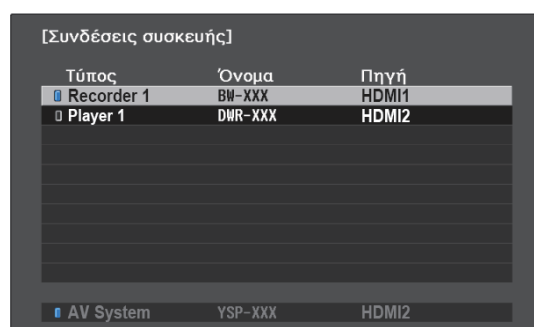 [Συνδέσεις συσκευής]
Τύπος Όνομα Πηγή
Recorder 1 BW-XXX HDMI1
Player 1 DWR-XXX HDMI2
AV System YSP-XXX HDMI2